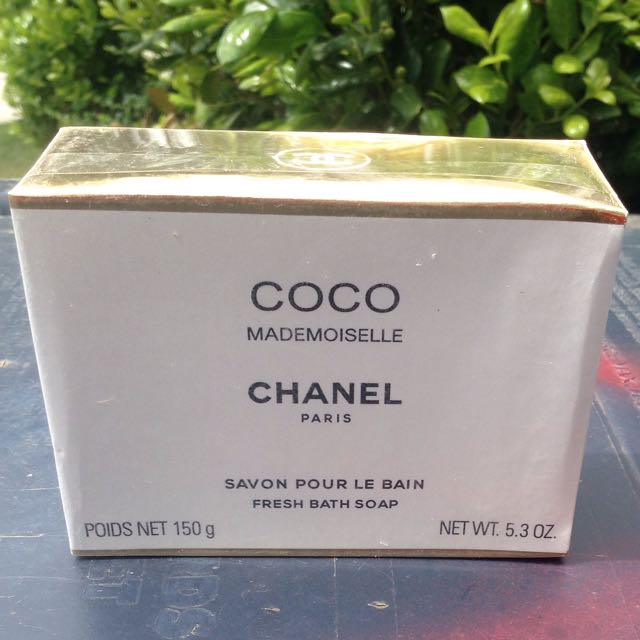 COCO
MADEMOISELLE
CHANEL
PARIS
SAVON POUR LE BAIN
FRESH BATH SOAP
POIDS NET 150 g NET WT. 5.3 OZ.